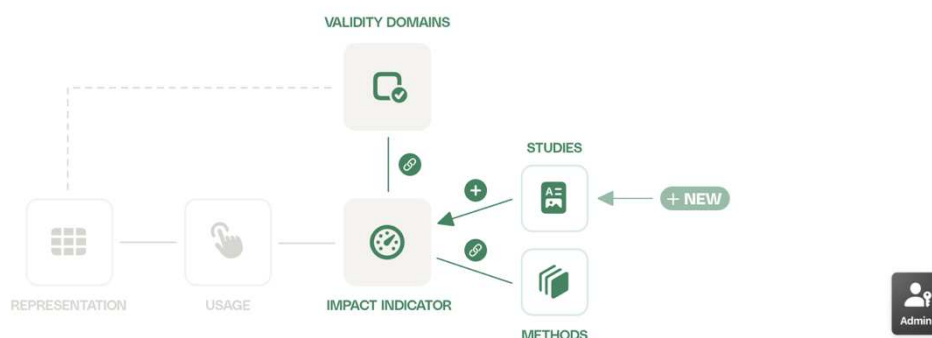 VALIDITY DOMAINS
STUDIES
+ NEW
REPRESENTATION
USAGE
IMPACT INDICATOR
METHODS
Admin